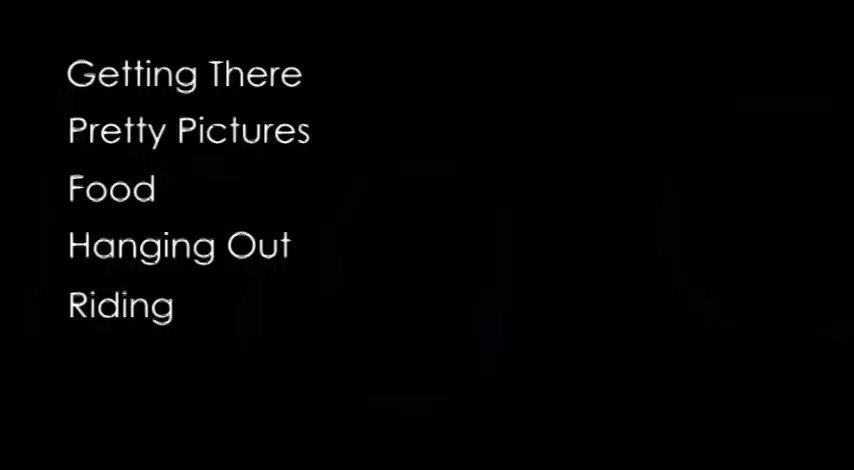 Getting There
Pretty Pictures
Food
Hanging Out
Riding